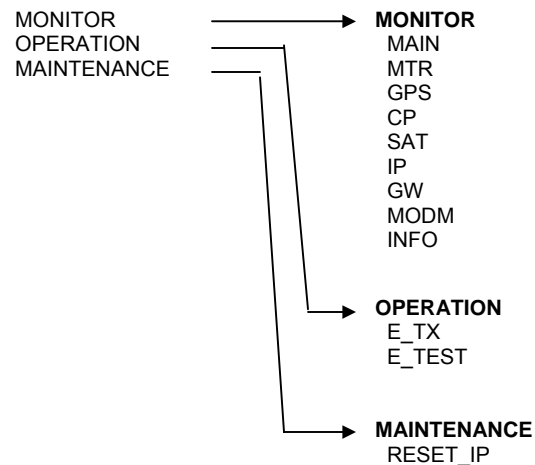 MONITOR
OPERATION
MAINTENANCE
MONITOR
MAIN
MTR
GPS
CP
SAT
IP
GW
MODM
INFO
OPERATION
E_TX
E_TEST
MAINTENANCE
RESET_IP